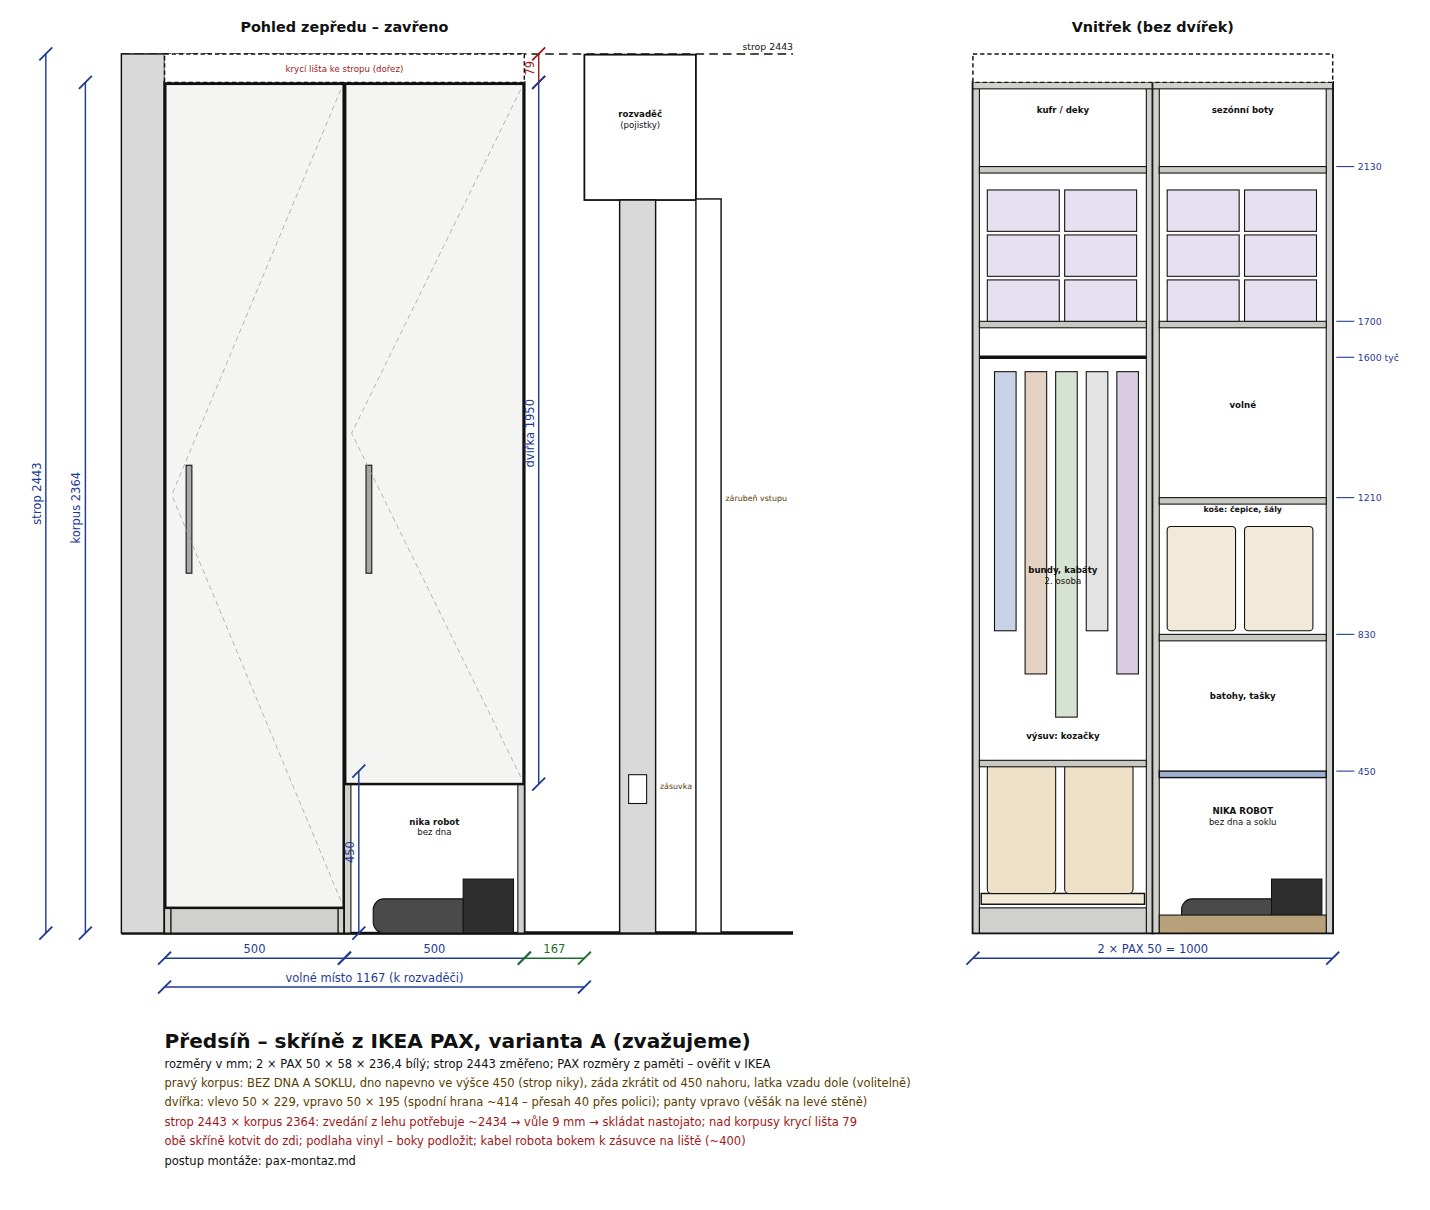 Pohled zepředu – zavřeno
Vnitřek (bez dvířek)
strop 2443
krycí lišta ke stropu (dořez)
79
rozvaděč
(pojistky)
kufr / deky
sezónní boty
2130
1700
1600 tyč
volné
dvířka 1950
strop 2443
korpus 2364
zárubeň vstupu
1210
koše: čepice, šály
bundy, kabáty
2. osoba
830
batohy, tašky
výsuv: kozačky
450
zásuvka
nika robot
bez dna
450
NIKA ROBOT
bez dna a soklu
500
500
167
2 × PAX 50 = 1000
volné místo 1167 (k rozvaděči)
Předsíň – skříně z IKEA PAX, varianta A (zvažujeme)
rozměry v mm; 2 × PAX 50 × 58 × 236,4 bílý; strop 2443 změřeno; PAX rozměry z paměti – ověřit v IKEA
pravý korpus: BEZ DNA A SOKLU, dno napevno ve výšce 450 (strop niky), záda zkrátit od 450 nahoru, latka vzadu dole (volitelně)
dvířka: vlevo 50 × 229, vpravo 50 × 195 (spodní hrana ~414 – přesah 40 přes polici); panty vpravo (věšák na levé stěně)
strop 2443 × korpus 2364: zvedání z lehu potřebuje ~2434 → vůle 9 mm → skládat nastojato; nad korpusy krycí lišta 79
obě skříně kotvit do zdi; podlaha vinyl – boky podložit; kabel robota bokem k zásuvce na liště (~400)
postup montáže: pax-montaz.md